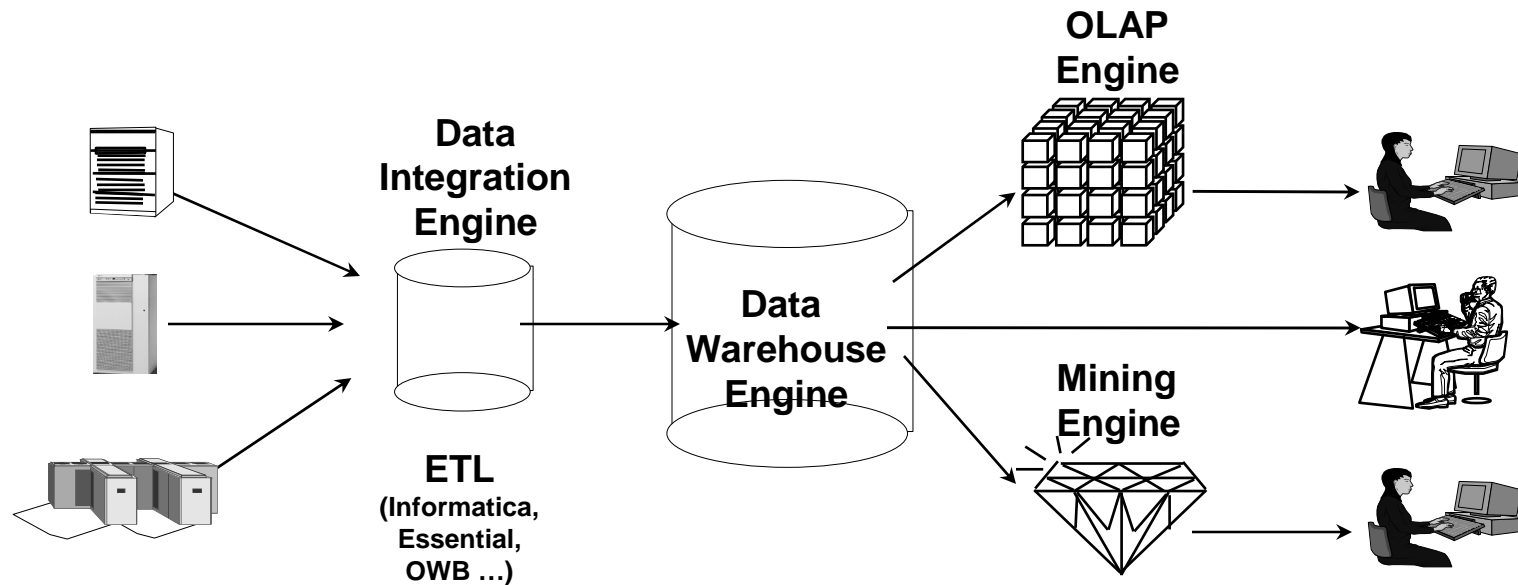 OLAP
Engine
Data
Integration
Engine
Data
Warehouse
Engine
Mining
Engine
ETL
(Informatica,
Essential,
OWB …)